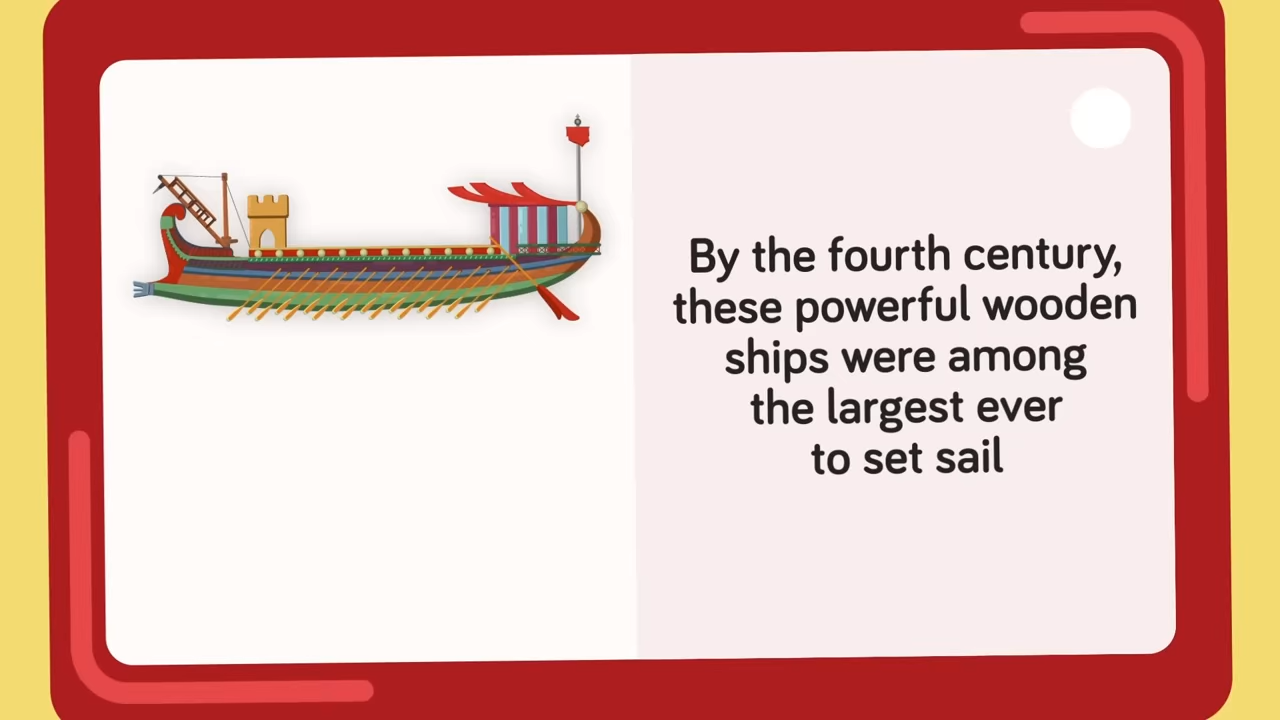 By the fourth century,
these powerful wooden
ships were among
the largest ever
to set sail